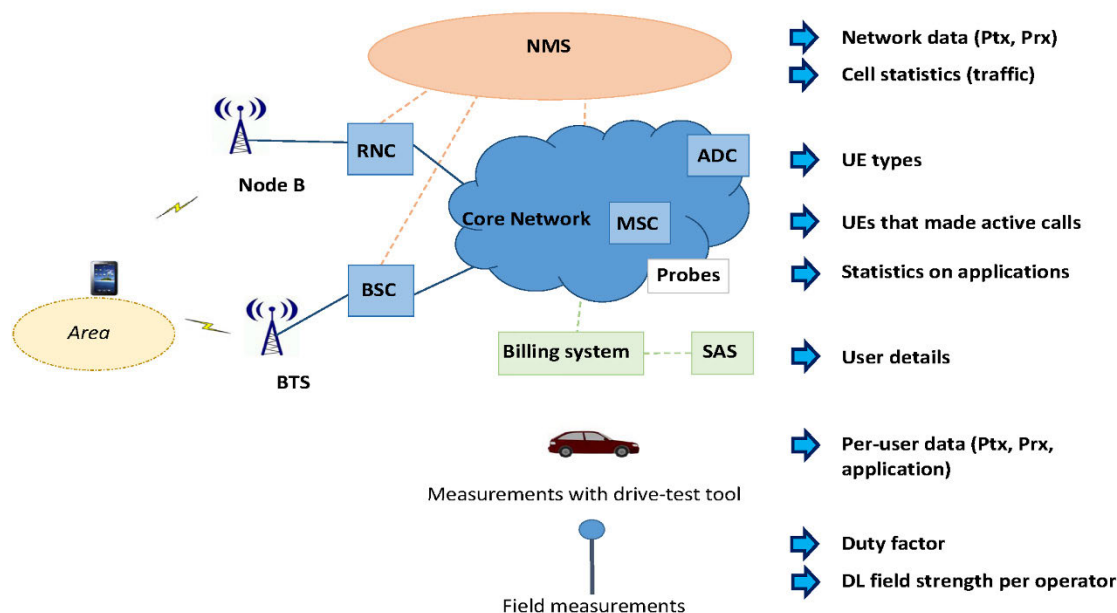 NMS
Network data (Ptx, Prx)
Cell statistics (traffic)
RNC
ADC
UE types
Node B
Core Network
MSC
UEs that made active calls
BSC
Probes
Statistics on applications
Area
BTS
Billing system
SAS
User details
Per-user data (Ptx, Prx,
application)
Measurements with drive-test tool
Duty factor
DL field strength per operator
Field measurements